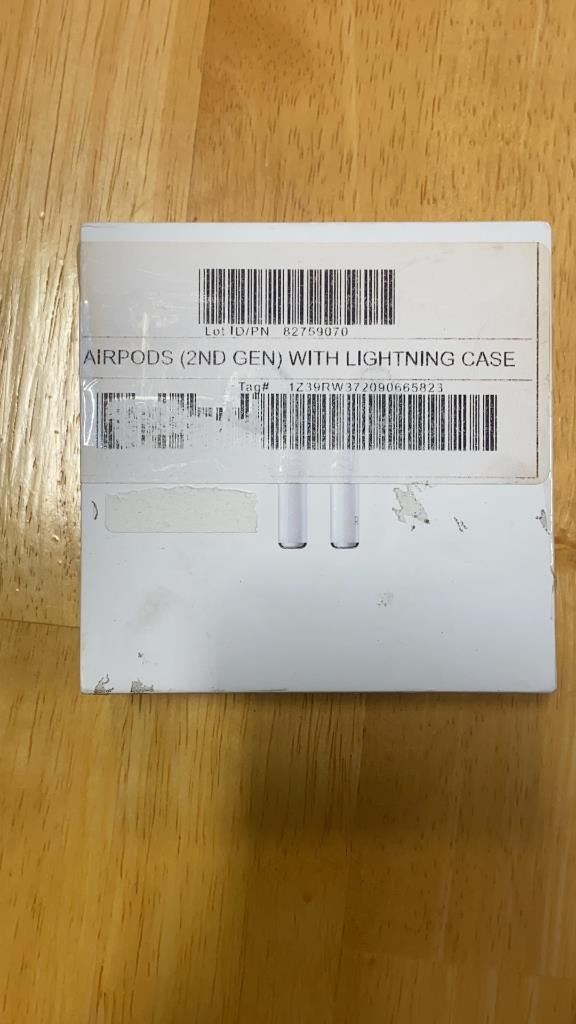 Lot ID/PN 82759070
AIRPODS (2ND GEN) WITH LIGHTNING CASE
Tag# 1Z39RW372090665823